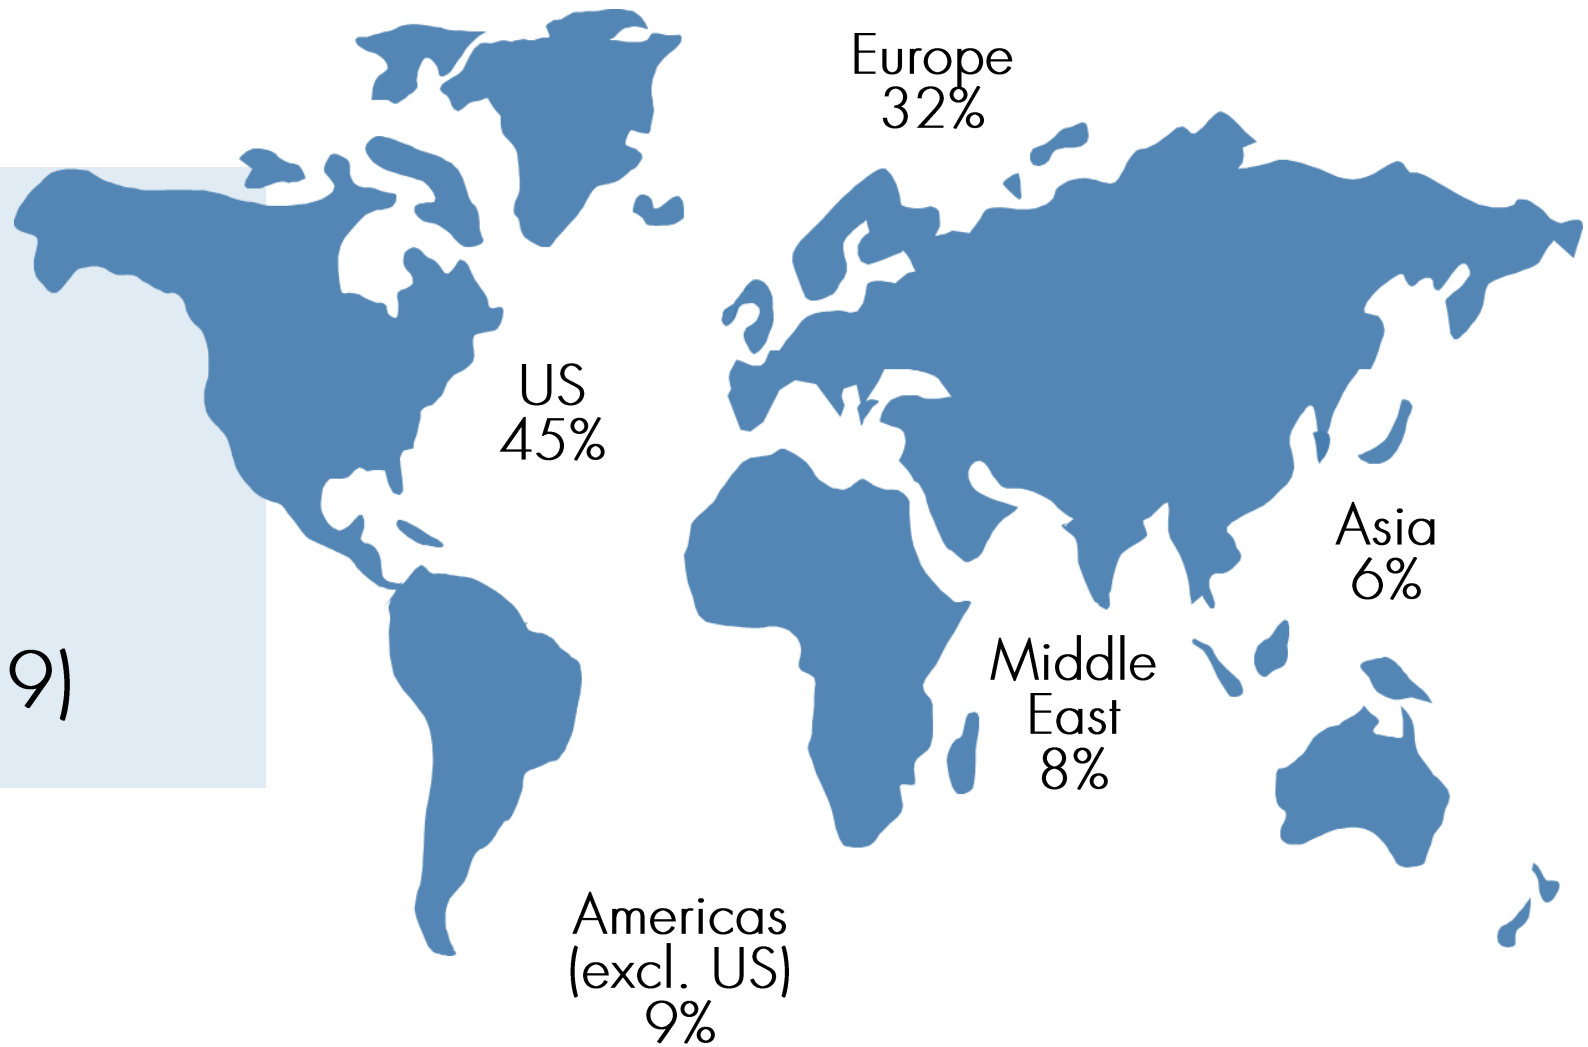 Europe
32%
US
45%
Asia
6%
Middle
East
8%
9)
Americas
(excl. US)
9%